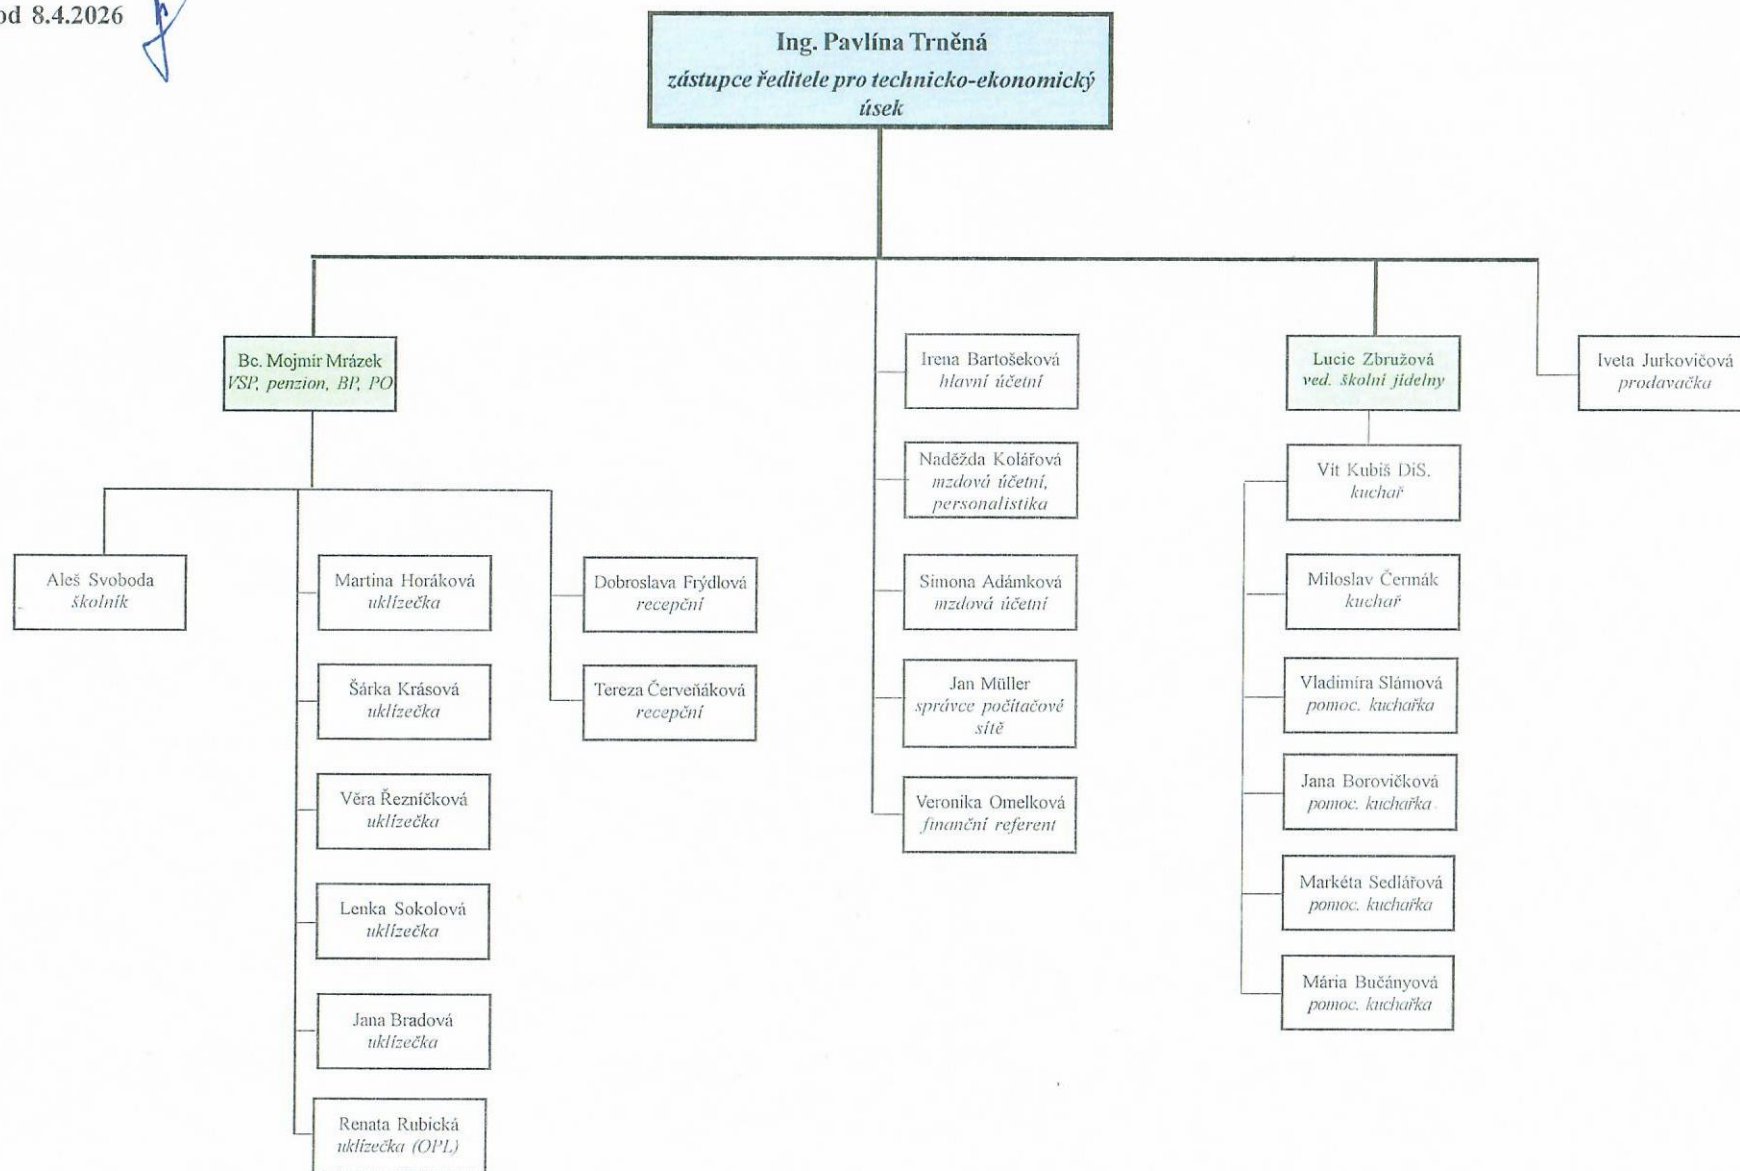 od 8.4.2026
Ing. Pavlína Trněná
zástupce ředitele pro technicko-ekonomický
úsek
Bc. Mojmír Mrázek
VSP, penzion, BP, PO
Irena Bartošeková
hlavní účetní
Lucie Zbružová
ved. školní jídelny
Iveta Jurkovičová
prodavačka
Naděžda Kolářová
mzdová účetní,
personalistika
Vít Kubiš DiS.
kuchař
Aleš Svoboda
školník
Martina Horáková
uklízečka
Dobroslava Frýdlová
recepční
Simona Adámková
mzdová účetní
Miloslav Čermák
kuchař
Šárka Krásová
uklízečka
Tereza Červeňáková
recepční
Jan Müller
správce počítačové
sítě
Vladimíra Slámová
pomoc. kuchařka
Věra Řezníčková
uklízečka
Veronika Omelková
finanční referent
Jana Borovičková
pomoc. kuchařka
Lenka Sokolová
uklízečka
Markéta Sedlářová
pomoc. kuchařka
Jana Bradová
uklízečka
Mária Bučányová
pomoc. kuchařka
Renata Rubická
uklízečka (OPL)